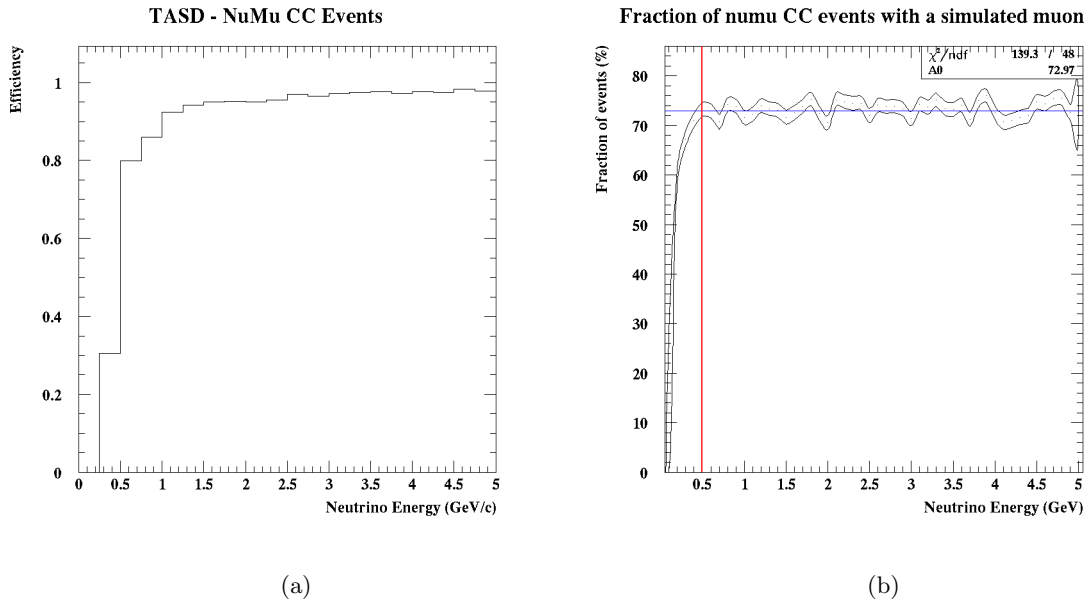 TASD - NuMu CC Events
Efficiency
1
0.8
0.6
0.4
0.2
0
0 0.5 1 1.5 2 2.5 3 3.5 4 4.5 5
Neutrino Energy (GeV/c)
(a)
Fraction of numu CC events with a simulated muon
Fraction of events (%)
χ²/ndf 139.3 / 48
A0 72.97
80
70
60
50
40
30
20
10
0
0.5 1 1.5 2 2.5 3 3.5 4 4.5 5
Neutrino Energy (GeV)
(b)